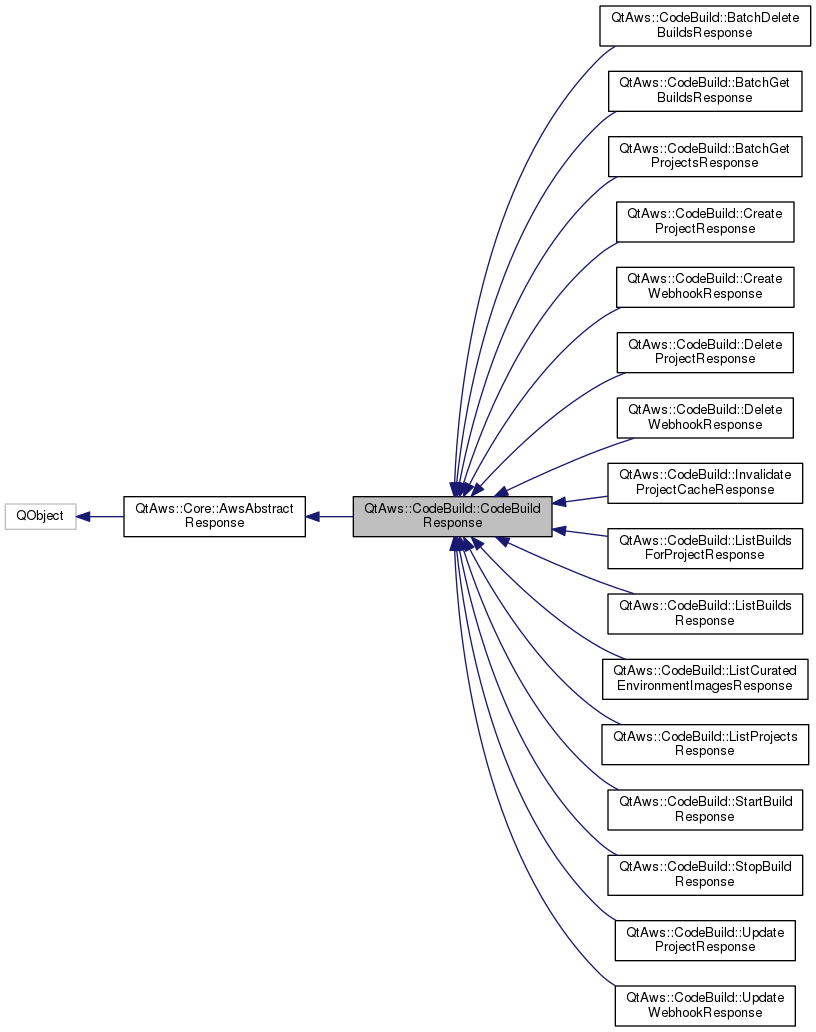 QObject
QtAws::Core::AwsAbstract
Response
QtAws::CodeBuild::CodeBuild
Response
QtAws::CodeBuild::BatchDelete
BuildsResponse
QtAws::CodeBuild::BatchGet
BuildsResponse
QtAws::CodeBuild::BatchGet
ProjectsResponse
QtAws::CodeBuild::Create
ProjectResponse
QtAws::CodeBuild::Create
WebhookResponse
QtAws::CodeBuild::Delete
ProjectResponse
QtAws::CodeBuild::Delete
WebhookResponse
QtAws::CodeBuild::Invalidate
ProjectCacheResponse
QtAws::CodeBuild::ListBuilds
ForProjectResponse
QtAws::CodeBuild::ListBuilds
Response
QtAws::CodeBuild::ListCurated
EnvironmentImagesResponse
QtAws::CodeBuild::ListProjects
Response
QtAws::CodeBuild::StartBuild
Response
QtAws::CodeBuild::StopBuild
Response
QtAws::CodeBuild::Update
ProjectResponse
QtAws::CodeBuild::Update
WebhookResponse